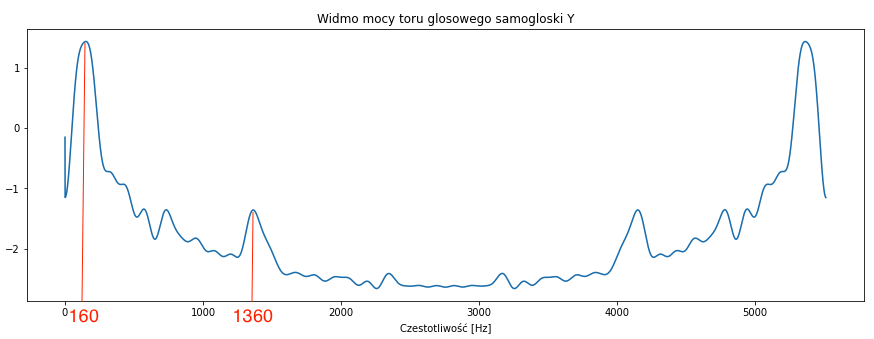 Widmo mocy toru glosowego samogloski Y
1
0
−1
−2
0 1000 2000 3000 4000 5000
160 1360
Czestotliwość [Hz]